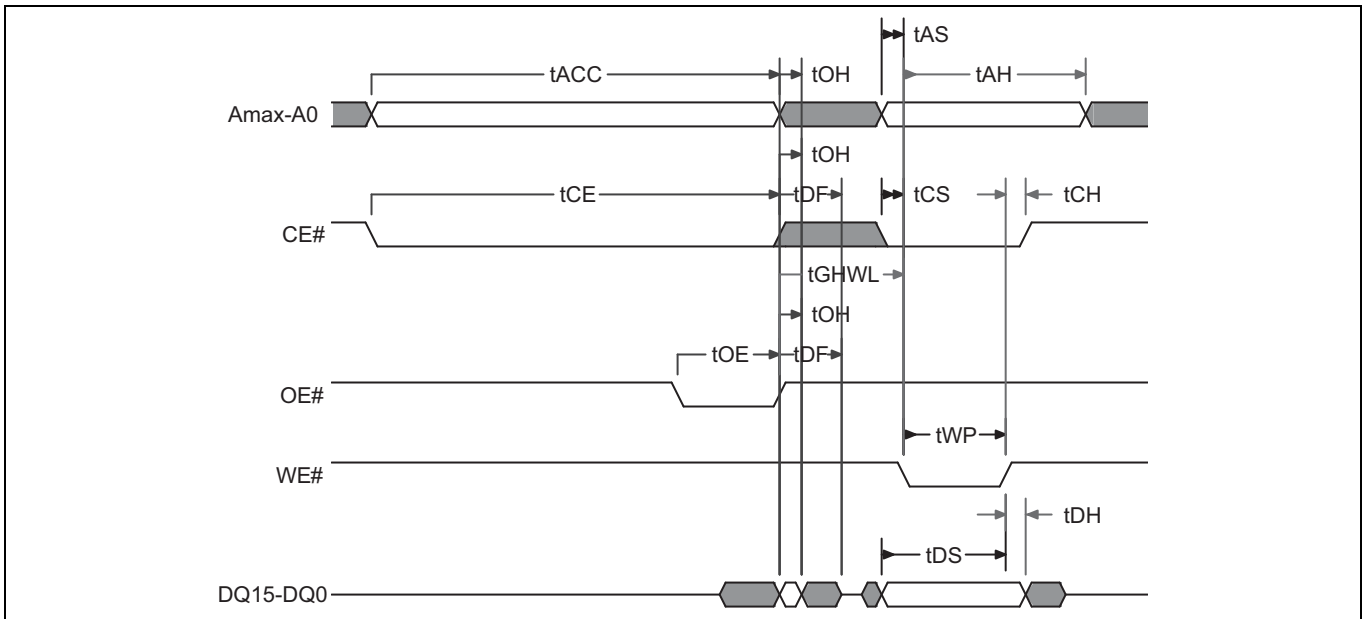 tAS
tACC tOH tAH
Amax-A0
tOH
tCE tDF tCS tCH
CE#
tGHWL
tOH
tOE tDF
OE#
tWP
WE#
tDH
tDS
DQ15-DQ0